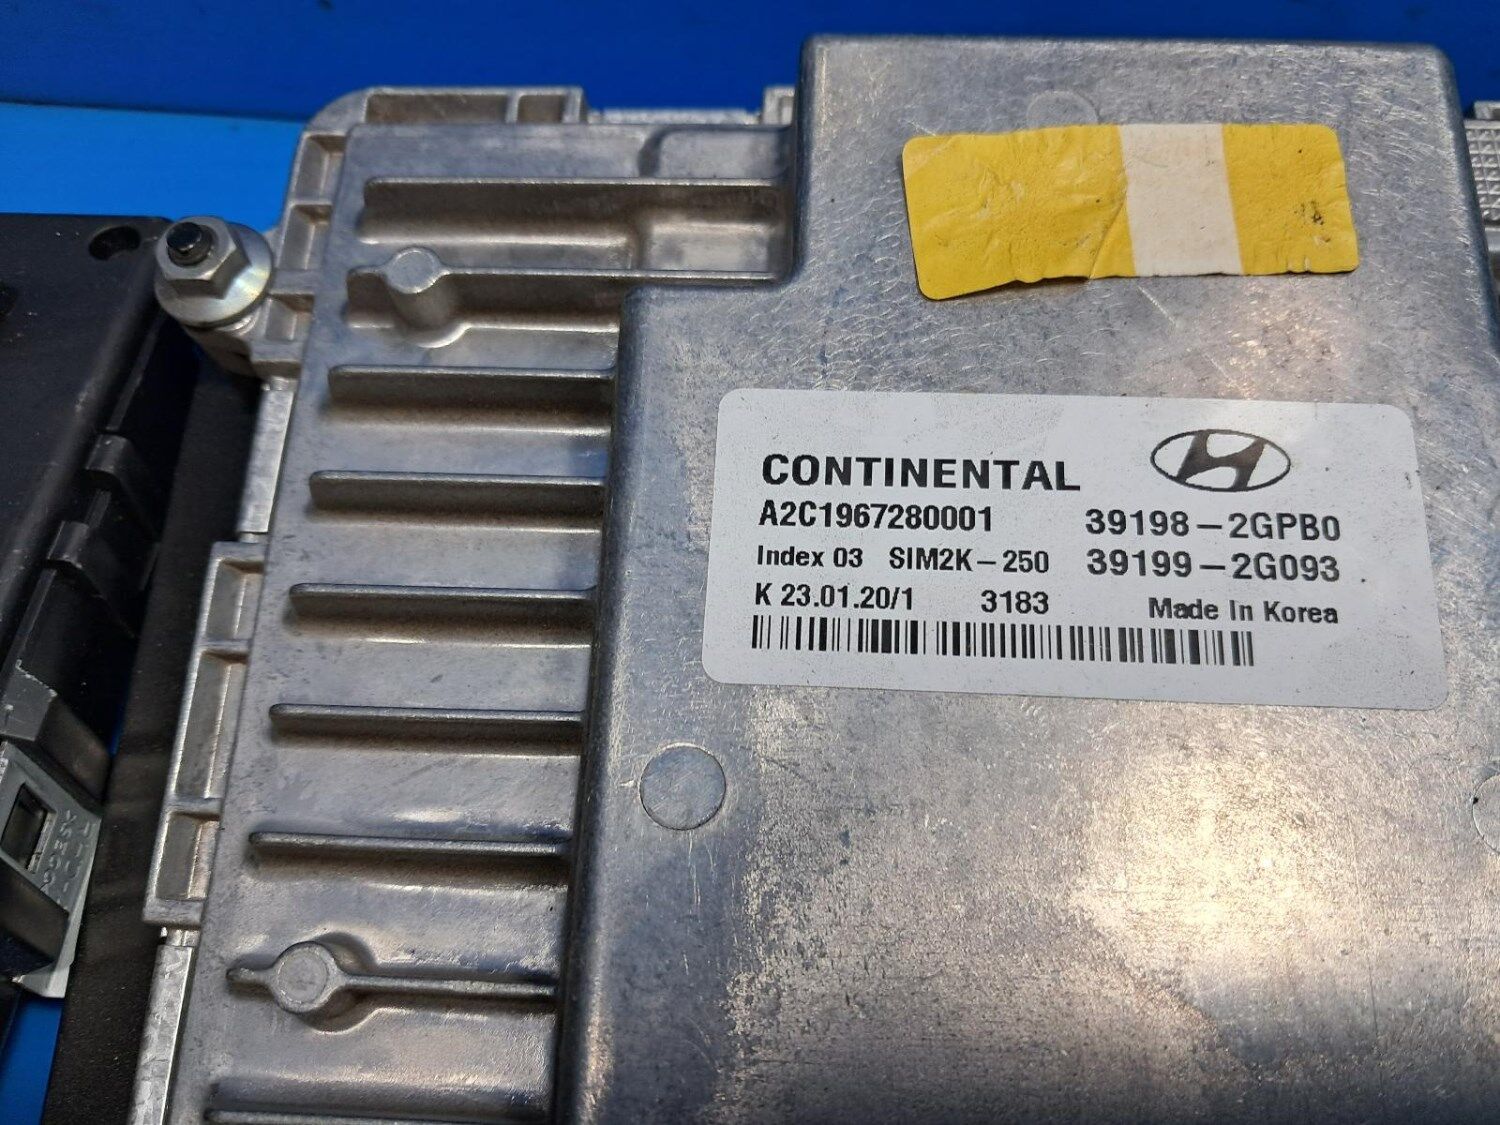 CONTINENTAL
A2C1967280001 39198-2GPB0
Index 03 SIM2K-250 39199-2G093
K 23.01.20/1 3183 Made In Korea